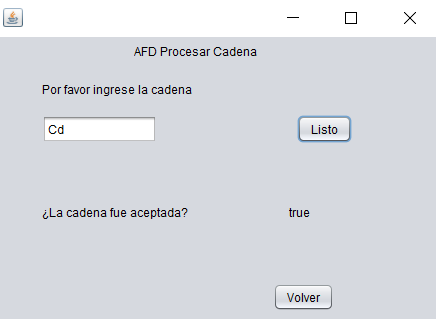 AFD Procesar Cadena
Por favor ingrese la cadena
Cd
Listo
¿La cadena fue aceptada?
true
Volver